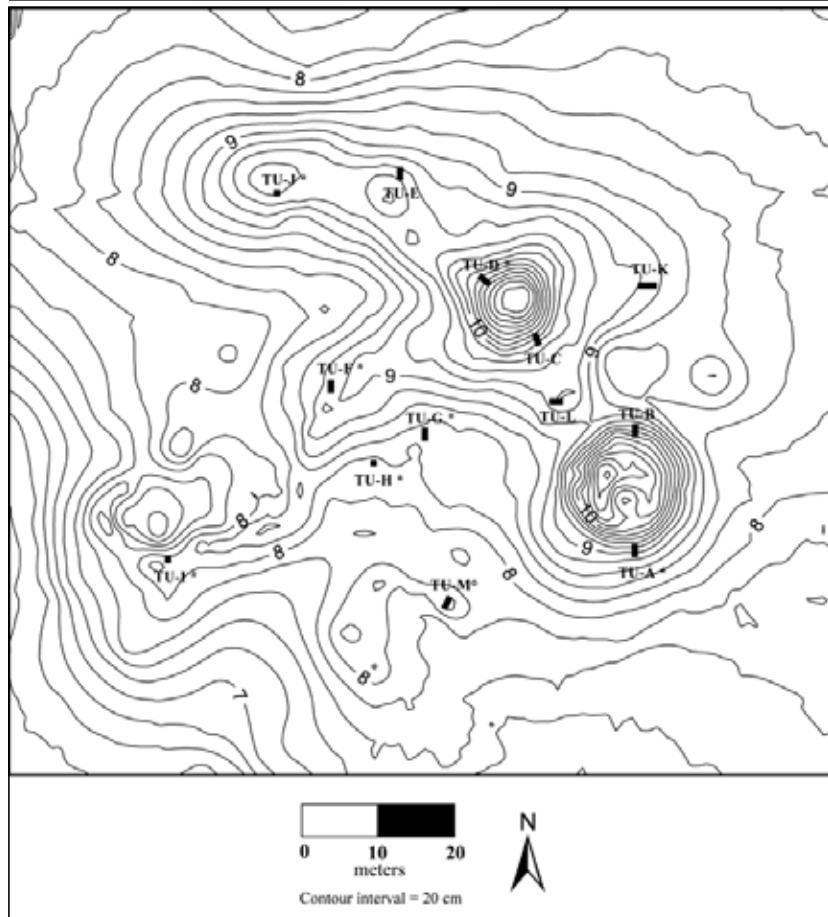 8
9
TU-J *
TU-E
9
TU-D *
TU-K
8
10
TU-C
9
8
TU-F *
9
TU-G *
TU-L
TU-B
TU-H *
10
8
8
9
8
TU-I *
TU-A *
8
TU-M*
8
7
0 10 20
meters
Contour interval = 20 cm
N